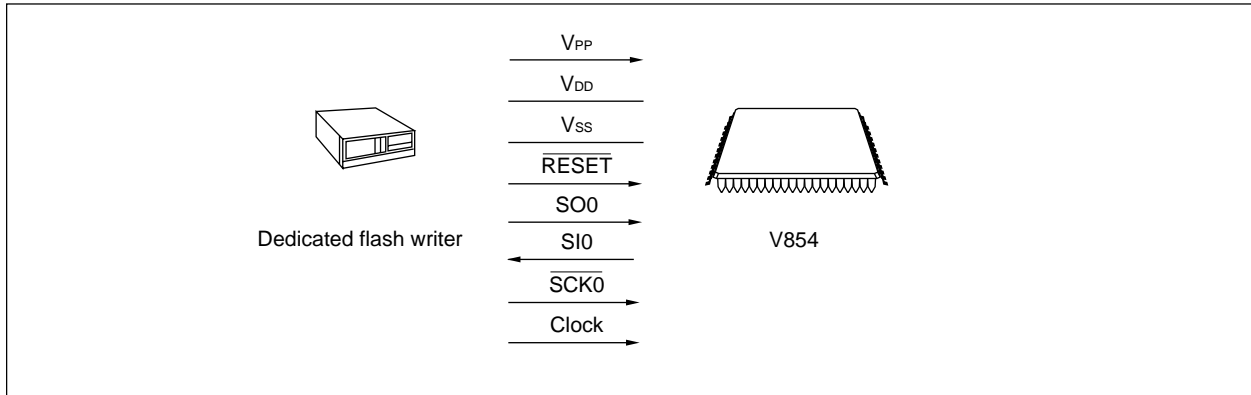 VPP
VDD
VSS
RESET
SO0
Dedicated flash writer
SI0
V854
SCK0
Clock